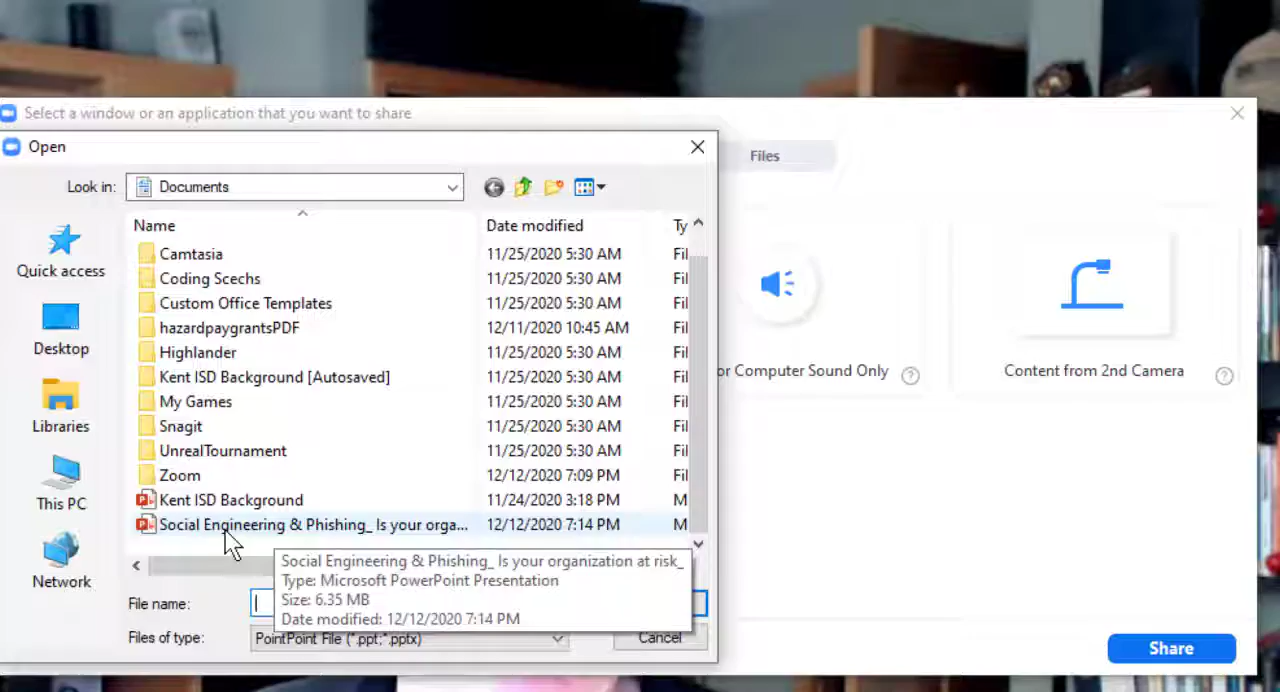 Select a window or an application that you want to share
Open
Files
Look in:
Documents
Name
Date modified
Ty
Camtasia 11/25/2020 5:30 AM Fil
Coding Scechs 11/25/2020 5:30 AM Fil
Custom Office Templates 11/25/2020 5:30 AM Fil
hazardpaygrantsPDF 12/11/2020 10:45 AM Fil
Highlander 11/25/2020 5:30 AM Fil
Kent ISD Background [Autosaved] 11/25/2020 5:30 AM Fil
My Games 11/25/2020 5:30 AM Fil
Snagit 11/25/2020 5:30 AM Fil
UnrealTournament 11/25/2020 5:30 AM Fil
Zoom 12/12/2020 7:09 PM Fil
Kent ISD Background 11/24/2020 3:18 PM M
Social Engineering & Phishing_ Is your orga... 12/12/2020 7:14 PM M
Quick access
Desktop
Libraries
This PC
Network
Social Engineering & Phishing_ Is your organization at risk_
Type: Microsoft PowerPoint Presentation
Size: 6.35 MB
Date modified: 12/12/2020 7:14 PM
File name:
Files of type:
PointPoint File (*.ppt;*.pptx)
Cancel
or Computer Sound Only ?
Content from 2nd Camera ?
Share